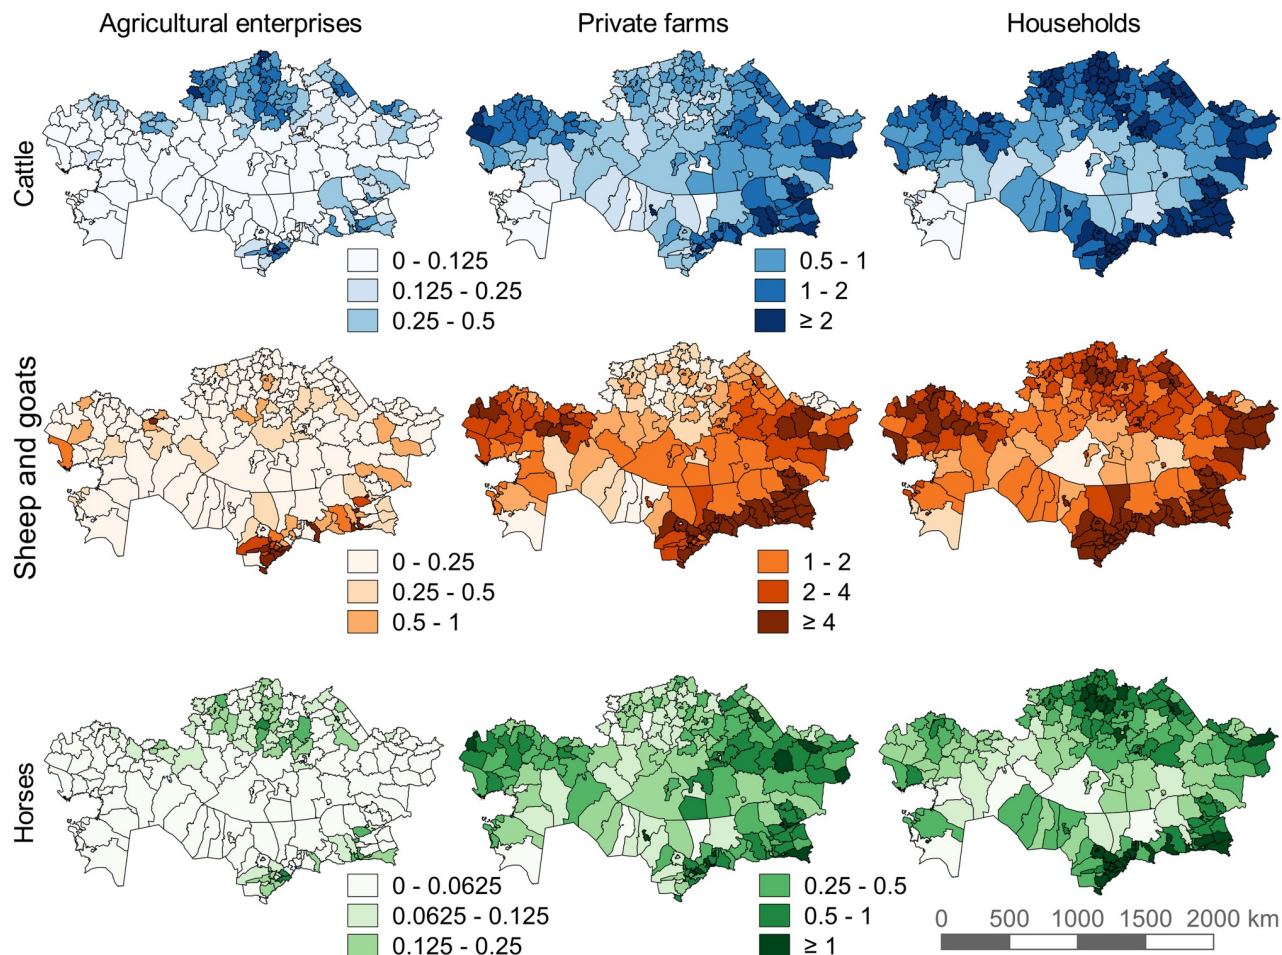 Agricultural enterprises Private farms Households
Cattle
0 - 0.125 0.5 - 1
0.125 - 0.25 1 - 2
0.25 - 0.5 ≥ 2
Sheep and goats
0 - 0.25 1 - 2
0.25 - 0.5 2 - 4
0.5 - 1 ≥ 4
Horses
0 - 0.0625 0.25 - 0.5
0.0625 - 0.125 0.5 - 1
0.125 - 0.25 ≥ 1
0 500 1000 1500 2000 km